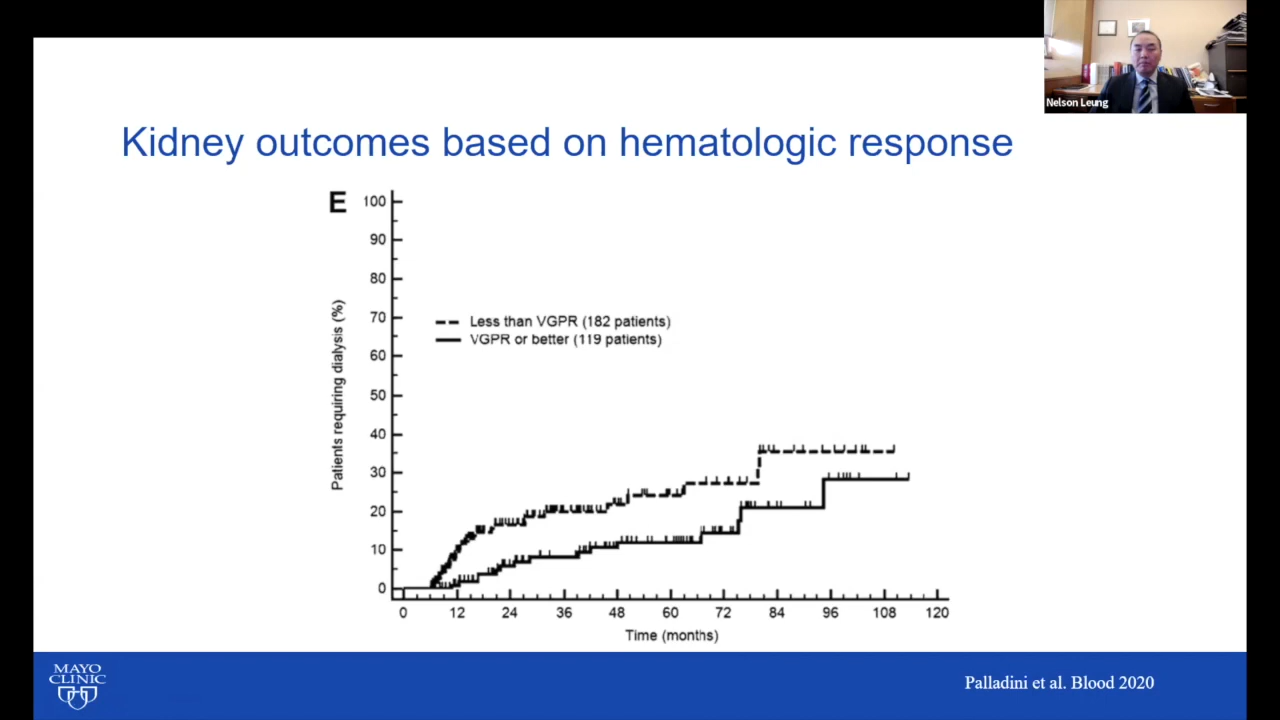 Nelson Leung
Kidney outcomes based on hematologic response
E
Patients requiring dialysis (%)
100
90
80
70
60
50
40
30
20
10
0
Less than VGPR (182 patients)
VGPR or better (119 patients)
0 12 24 36 48 60 72 84 96 108 120
Time (months)
MAYO
CLINIC
Palladini et al. Blood 2020